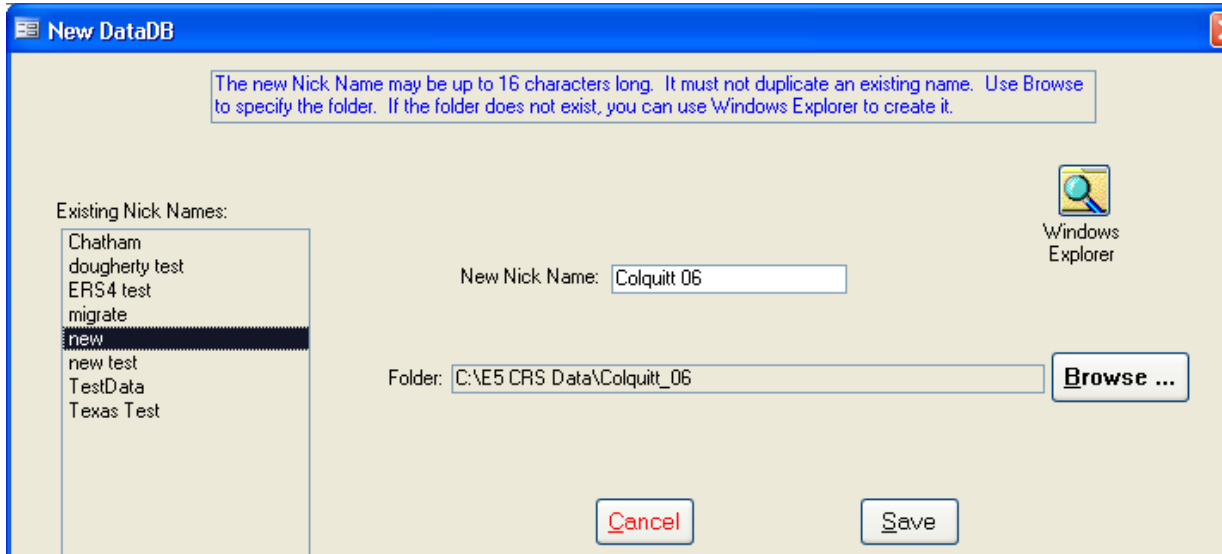 New DataDB
The new Nick Name may be up to 16 characters long.  It must not duplicate an existing name.  Use Browse
to specify the folder.  If the folder does not exist, you can use Windows Explorer to create it.
Windows
Explorer
Existing Nick Names:
Chatham
dougherty test
ERS4 test
migrate
new
new test
TestData
Texas Test
New Nick Name: Colquitt 06
Folder: C:\E5 CRS Data\Colquitt_06 Browse ...
Cancel Save